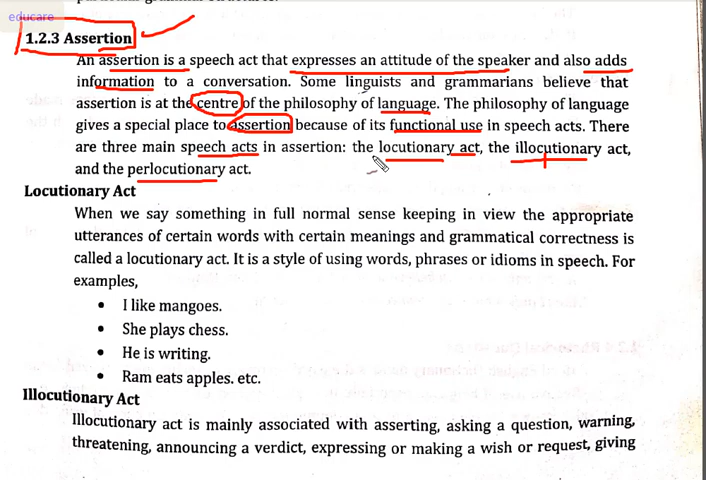 educare
1.2.3 Assertion
An assertion is a speech act that expresses an attitude of the speaker and also adds
information to a conversation. Some linguists and grammarians believe that
assertion is at the centre of the philosophy of language. The philosophy of language
gives a special place to assertion because of its functional use in speech acts. There
are three main speech acts in assertion: the locutionary act, the illocutionary act,
and the perlocutionary act.
Locutionary Act
When we say something in full normal sense keeping in view the appropriate
utterances of certain words with certain meanings and grammatical correctness is
called a locutionary act. It is a style of using words, phrases or idioms in speech. For
examples,
• I like mangoes.
• She plays chess.
• He is writing.
• Ram eats apples. etc.
Illocutionary Act
Illocutionary act is mainly associated with asserting, asking a question, warning,
threatening, announcing a verdict, expressing or making a wish or request, giving